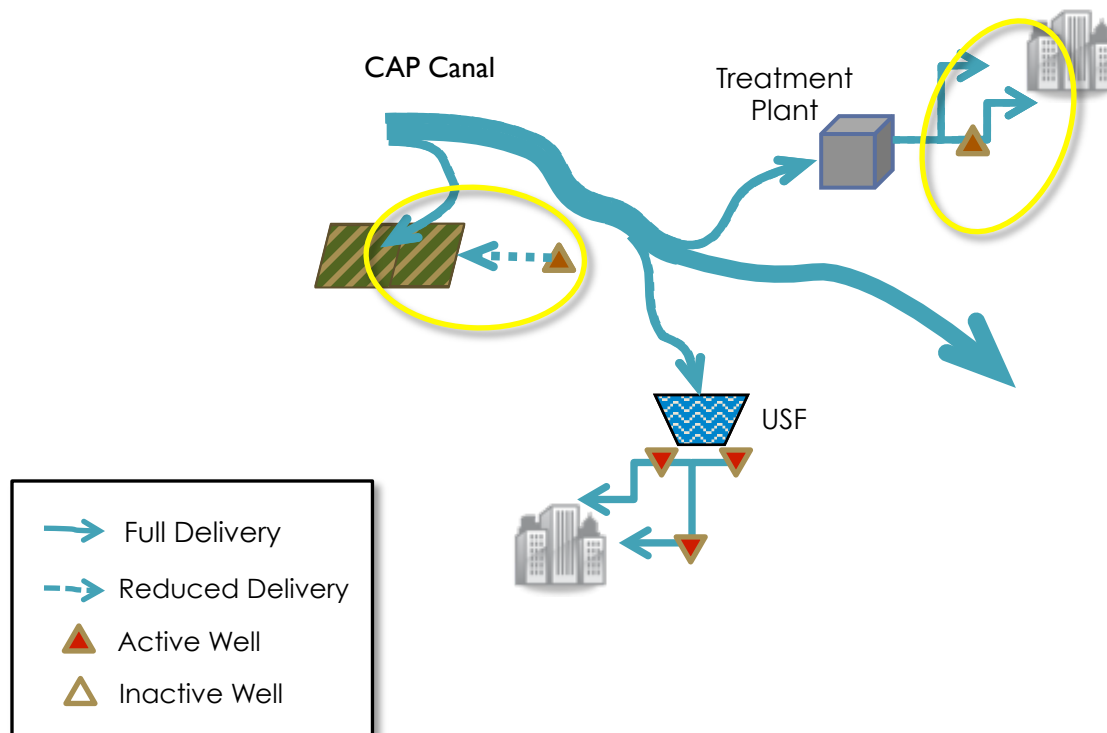 CAP Canal
Treatment
Plant
USF
Full Delivery
Reduced Delivery
Active Well
Inactive Well